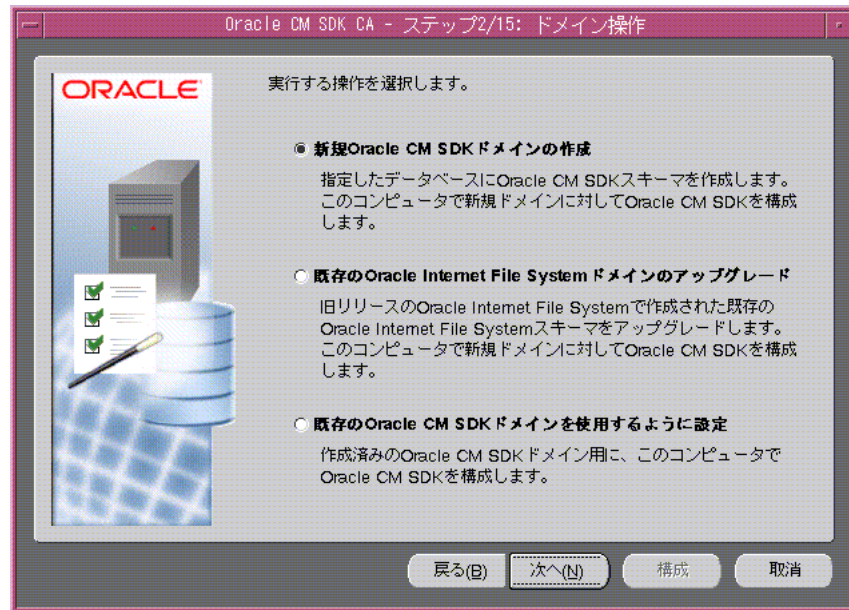 Oracle CM SDK CA - ステップ2/15: ドメイン操作
ORACLE
実行する操作を選択します。
新規Oracle CM SDKドメインの作成
指定したデータベースにOracle CM SDKスキーマを作成します。
このコンピュータで新規ドメインに対してOracle CM SDKを構成
します。
既存のOracle Internet File Systemドメインのアップグレード
旧リリースのOracle Internet File Systemで作成された既存の
Oracle Internet File Systemスキーマをアップグレードします。
このコンピュータで新規ドメインに対してOracle CM SDKを構成
します。
既存のOracle CM SDKドメインを使用するように設定
作成済みのOracle CM SDKドメイン用に、このコンピュータで
Oracle CM SDKを構成します。
戻る(B) 次へ(N) 構成 取消